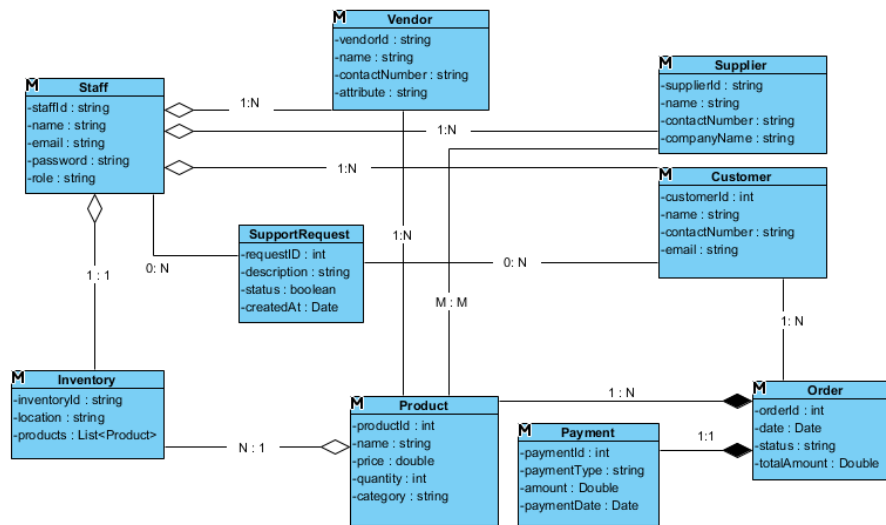 M
Vendor
-vendorId : string
-name : string
-contactNumber : string
-attribute : string
M
Staff
-staffId : string
-name : string
-email : string
-password : string
-role : string
M
Supplier
-supplierId : string
-name : string
-contactNumber : string
-companyName : string
1:N
1:N
1:N
M
Customer
-customerId : int
-name : string
-contactNumber : string
-email : string
SupportRequest
-requestID : int
-description : string
-status : boolean
-createdAt : Date
1:N
0: N
0: N
1 : 1
M : M
1: N
M
Inventory
-inventoryId : string
-location : string
-products : List<Product>
N : 1
M
Product
-productId : int
-name : string
-price : double
-quantity : int
-category : string
1 : N
M
Payment
-paymentId : int
-paymentType : string
-amount : Double
-paymentDate : Date
1:1
M
Order
-orderId : int
-date : Date
-status : string
-totalAmount : Double